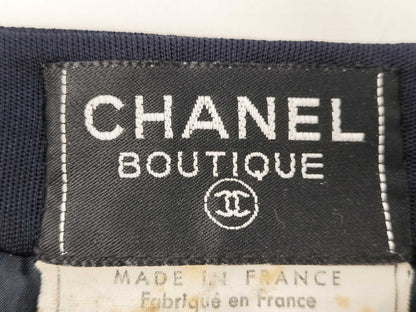 CHANEL
BOUTIQUE
MADE IN FRANCE
Fabriqué en France